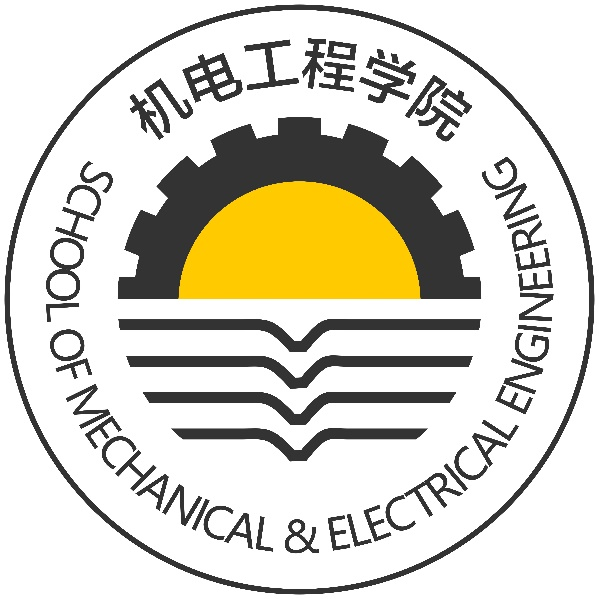 机电工程学院
SCHOOL OF MECHANICAL & ELECTRICAL ENGINEERING